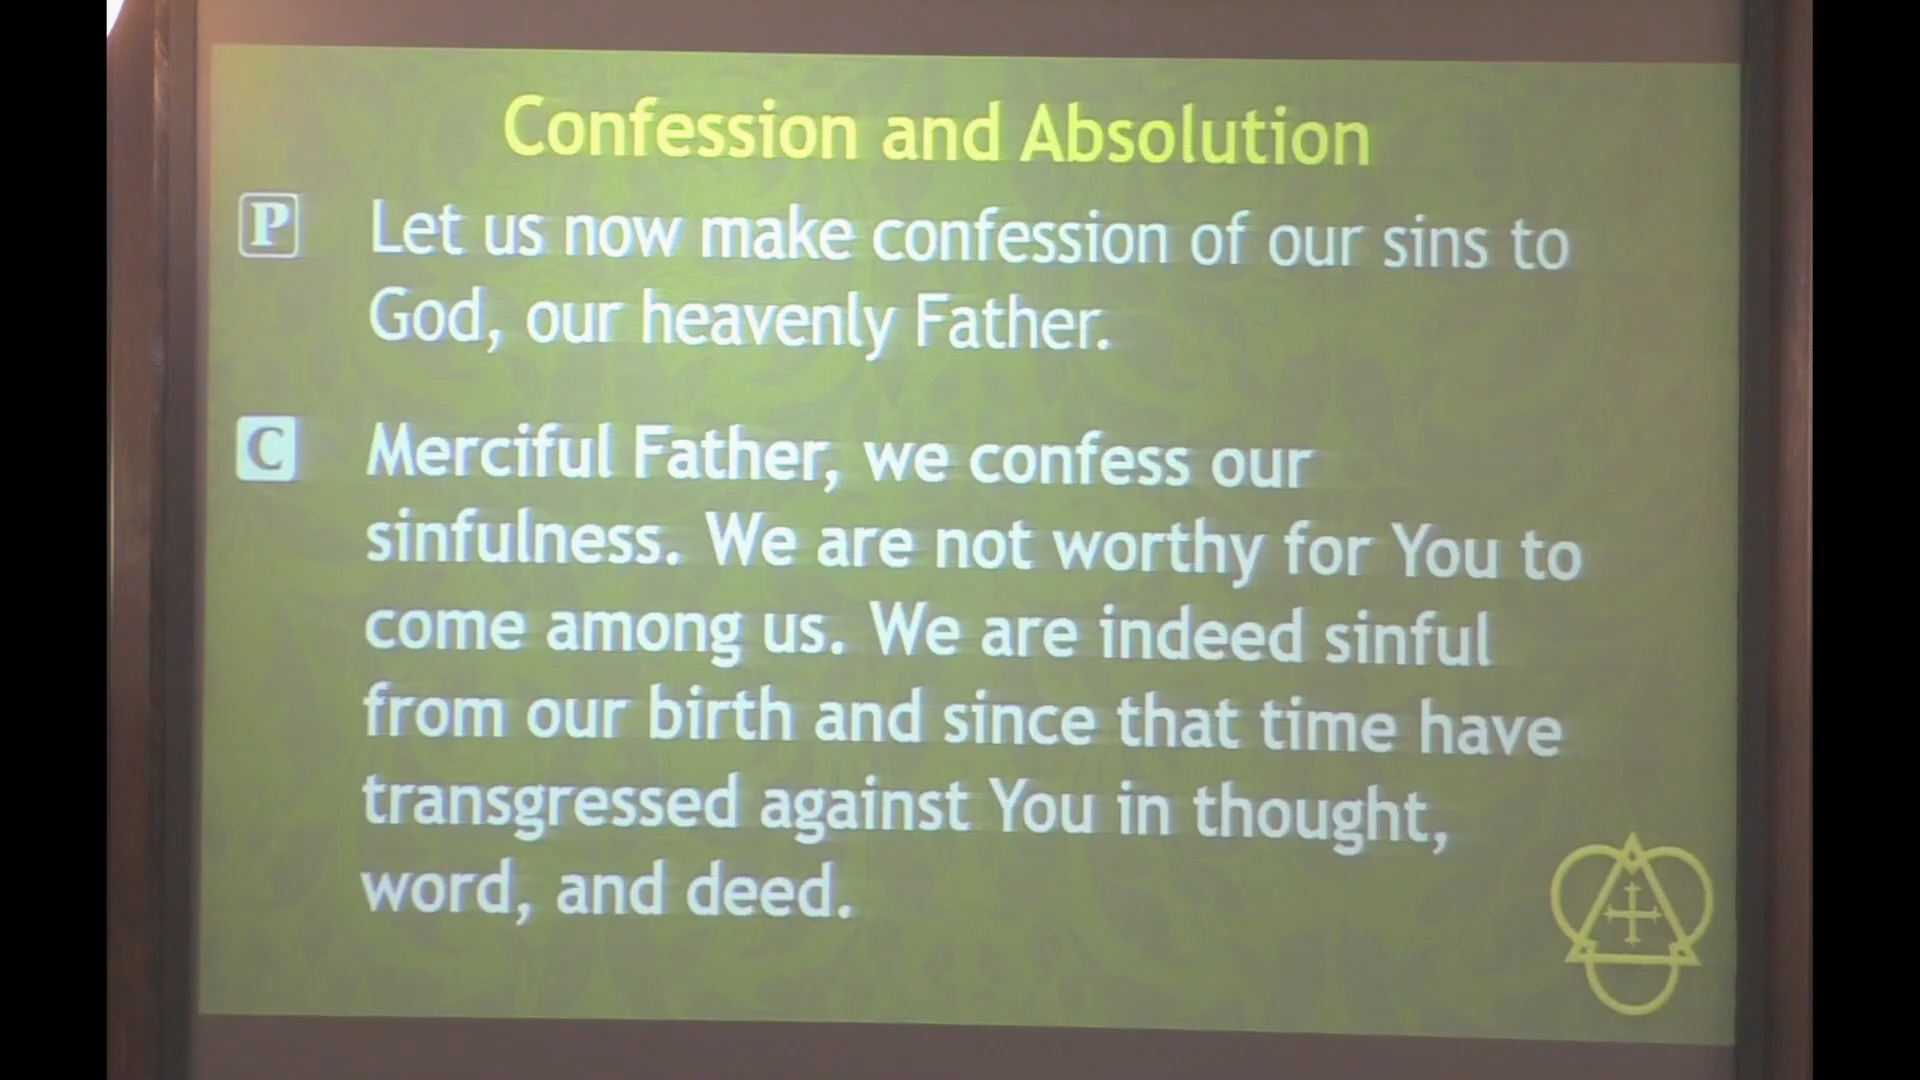 Confession and Absolution
P Let us now make confession of our sins to
God, our heavenly Father.
C Merciful Father, we confess our
sinfulness. We are not worthy for You to
come among us. We are indeed sinful
from our birth and since that time have
transgressed against You in thought,
word, and deed.